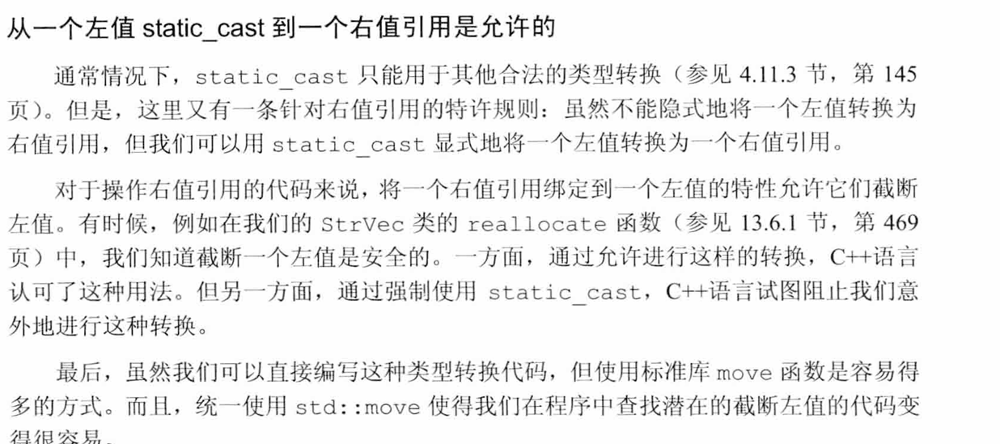 从一个左值 static_cast 到一个右值引用是允许的
通常情况下，static_cast 只能用于其他合法的类型转换（参见 4.11.3 节，第 145
页）。但是，这里又有一条针对右值引用的特许规则：虽然不能隐式地将一个左值转换为
右值引用，但我们可以用 static_cast 显式地将一个左值转换为一个右值引用。
对于操作右值引用的代码来说，将一个右值引用绑定到一个左值的特性允许它们截断
左值。有时候，例如在我们的 StrVec 类的 reallocate 函数（参见 13.6.1 节，第 469
页）中，我们知道截断一个左值是安全的。一方面，通过允许进行这样的转换，C++语言
认可了这种用法。但另一方面，通过强制使用 static_cast，C++语言试图阻止我们意
外地进行这种转换。
最后，虽然我们可以直接编写这种类型转换代码，但使用标准库 move 函数是容易得
多的方式。而且，统一使用 std::move 使得我们在程序中查找潜在的截断左值的代码变
得很容易。